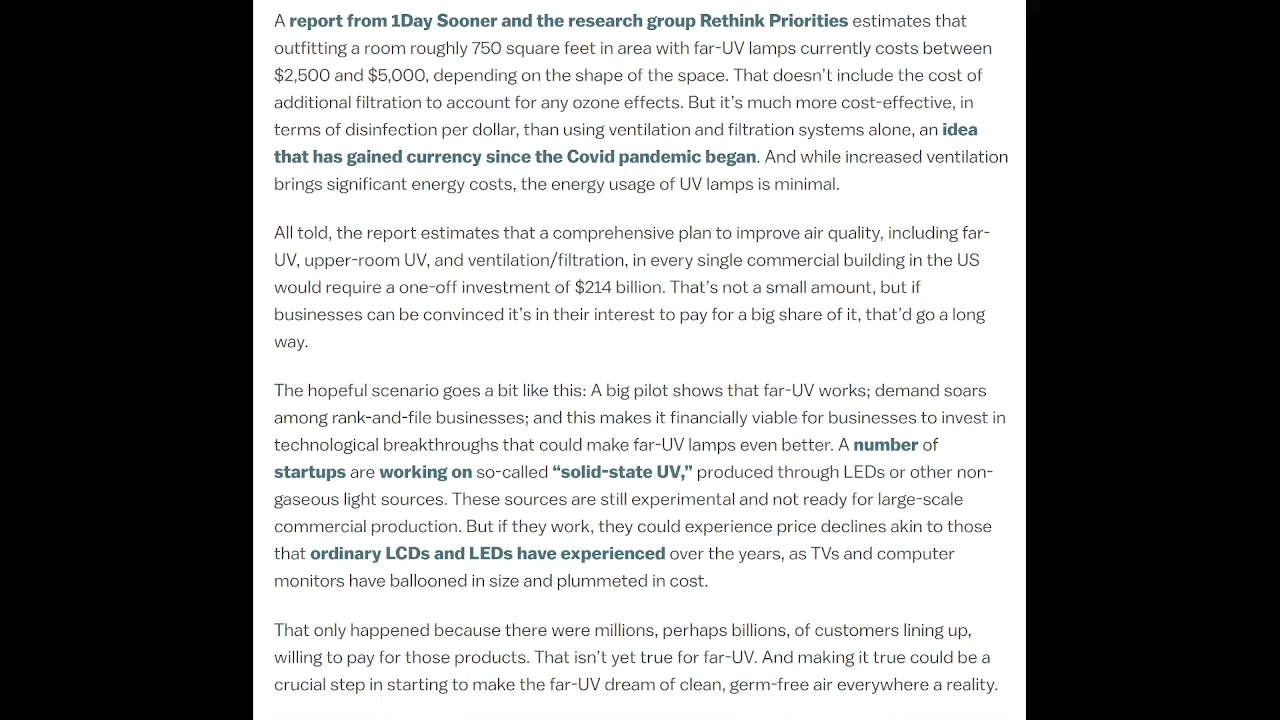 A report from 1Day Sooner and the research group Rethink Priorities estimates that
outfitting a room roughly 750 square feet in area with far-UV lamps currently costs between
$2,500 and $5,000, depending on the shape of the space. That doesn’t include the cost of
additional filtration to account for any ozone effects. But it’s much more cost-effective, in
terms of disinfection per dollar, than using ventilation and filtration systems alone, an idea
that has gained currency since the Covid pandemic began. And while increased ventilation
brings significant energy costs, the energy usage of UV lamps is minimal.
All told, the report estimates that a comprehensive plan to improve air quality, including far-
UV, upper-room UV, and ventilation/filtration, in every single commercial building in the US
would require a one-off investment of $214 billion. That’s not a small amount, but if
businesses can be convinced it’s in their interest to pay for a big share of it, that’d go a long
way.
The hopeful scenario goes a bit like this: A big pilot shows that far-UV works; demand soars
among rank-and-file businesses; and this makes it financially viable for businesses to invest in
technological breakthroughs that could make far-UV lamps even better. A number of
startups are working on so-called “solid-state UV,” produced through LEDs or other non-
gaseous light sources. These sources are still experimental and not ready for large-scale
commercial production. But if they work, they could experience price declines akin to those
that ordinary LCDs and LEDs have experienced over the years, as TVs and computer
monitors have ballooned in size and plummeted in cost.
That only happened because there were millions, perhaps billions, of customers lining up,
willing to pay for those products. That isn’t yet true for far-UV. And making it true could be a
crucial step in starting to make the far-UV dream of clean, germ-free air everywhere a reality.